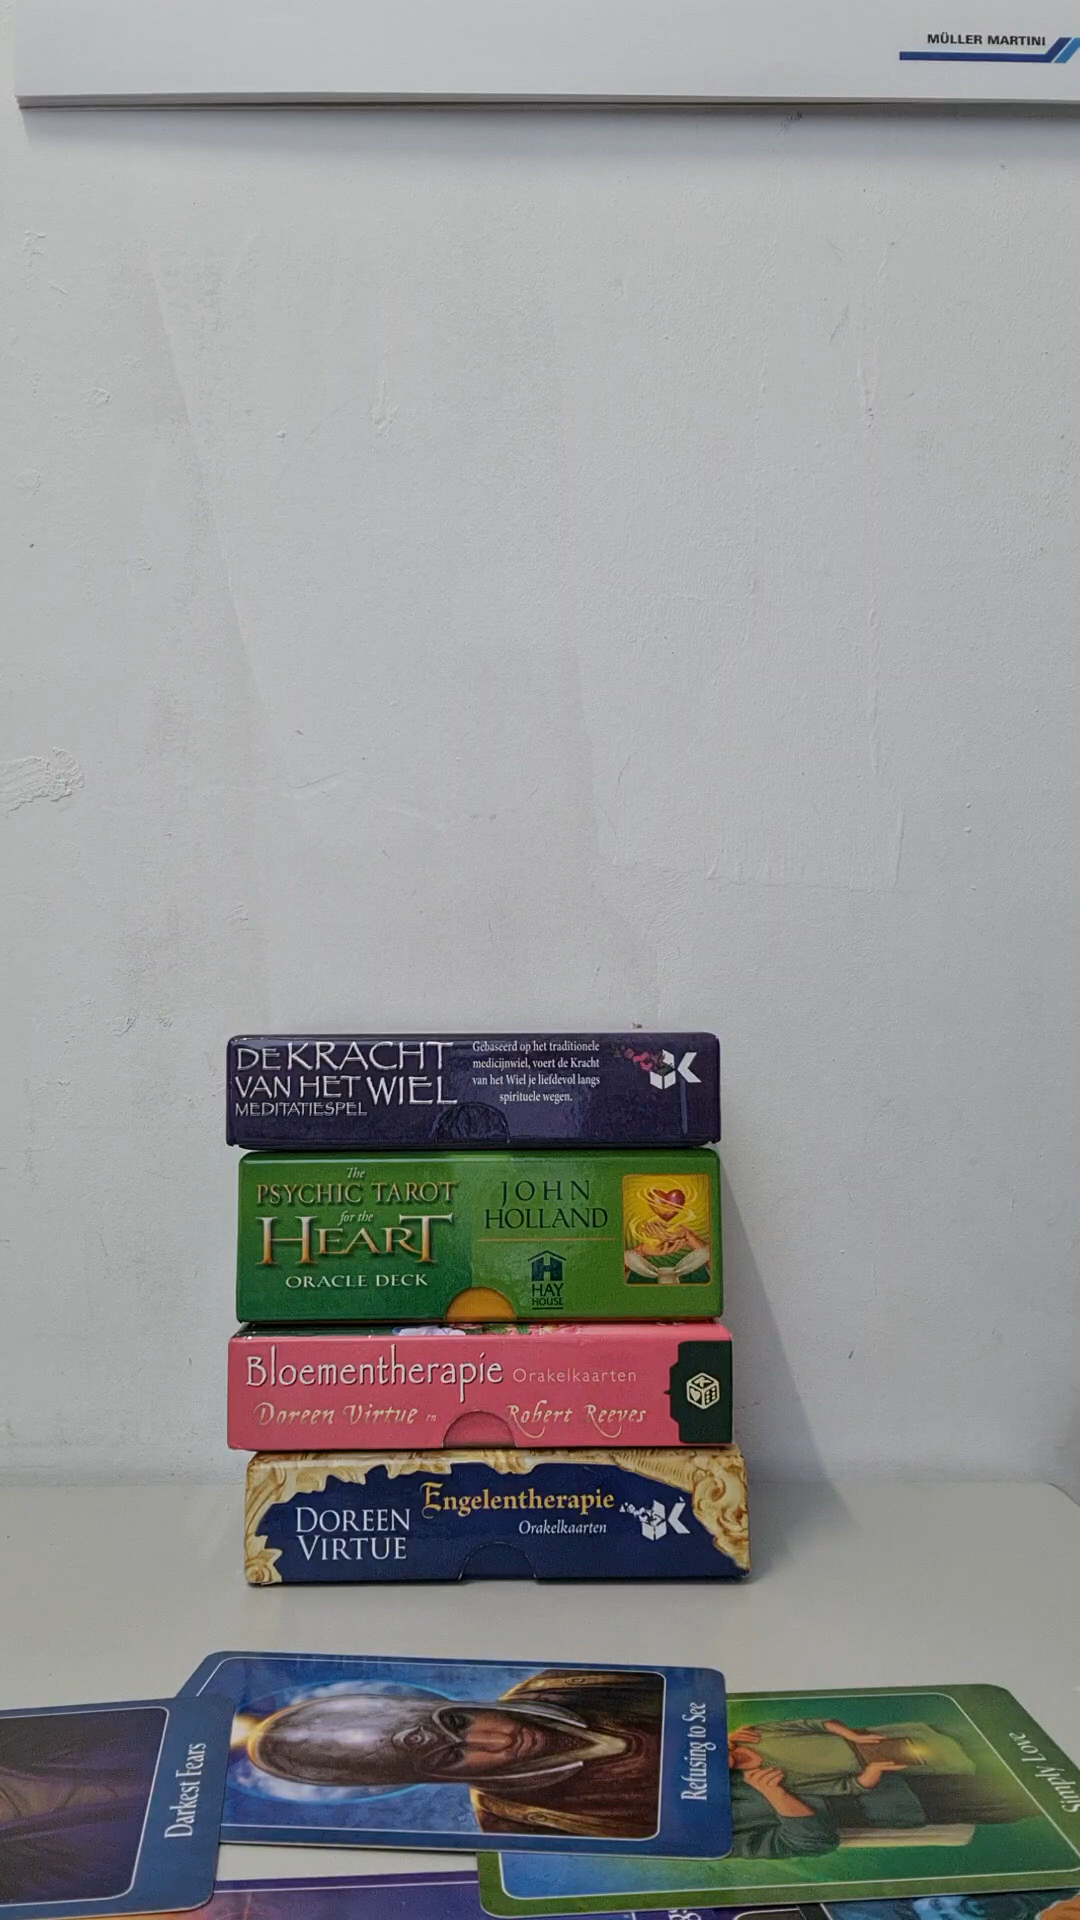 MÜLLER MARTINI
DE KRACHT
VAN HET WIEL
MEDITATIESPEL
Gebaseerd op het traditionele
medicijnwiel, voert de Kracht
van het Wiel je liefdevol langs
spirituele wegen.
The
PSYCHIC TAROT
for the
HEART
ORACLE DECK
JOHN
HOLLAND
HAY
HOUSE
Bloementherapie Orakelkaarten
Doreen Virtue en Robert Reeves
DOREEN
VIRTUE
Engelentherapie
Orakelkaarten
Darkest Fears
Refusing to See
Simply Love